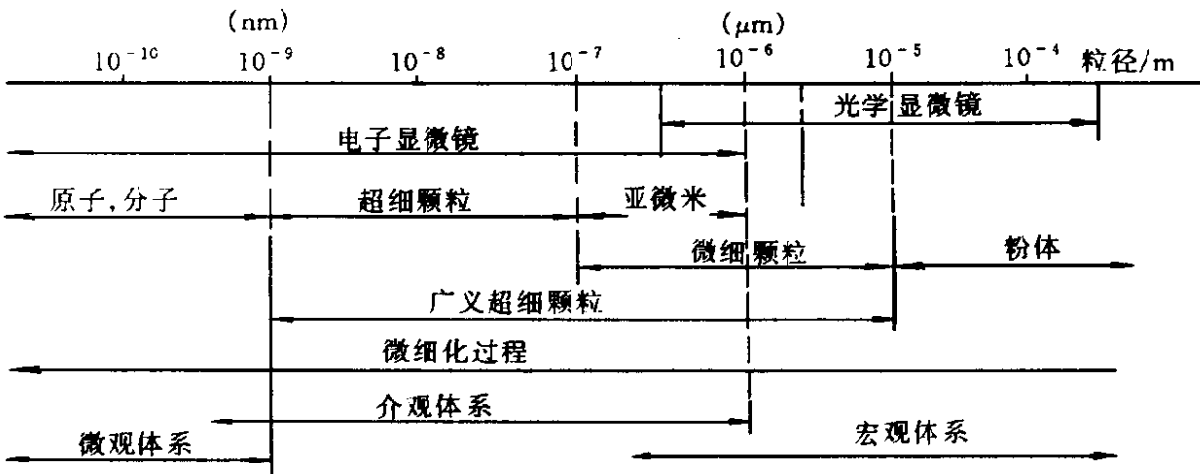 (nm) (μm)
10⁻¹⁰ 10⁻⁹ 10⁻⁸ 10⁻⁷ 10⁻⁶ 10⁻⁵ 10⁻⁴ 粒径/m
光学显微镜
电子显微镜
原子,分子 超细颗粒 亚微米
微细颗粒 粉体
广义超细颗粒
微细化过程
介观体系
微观体系 宏观体系